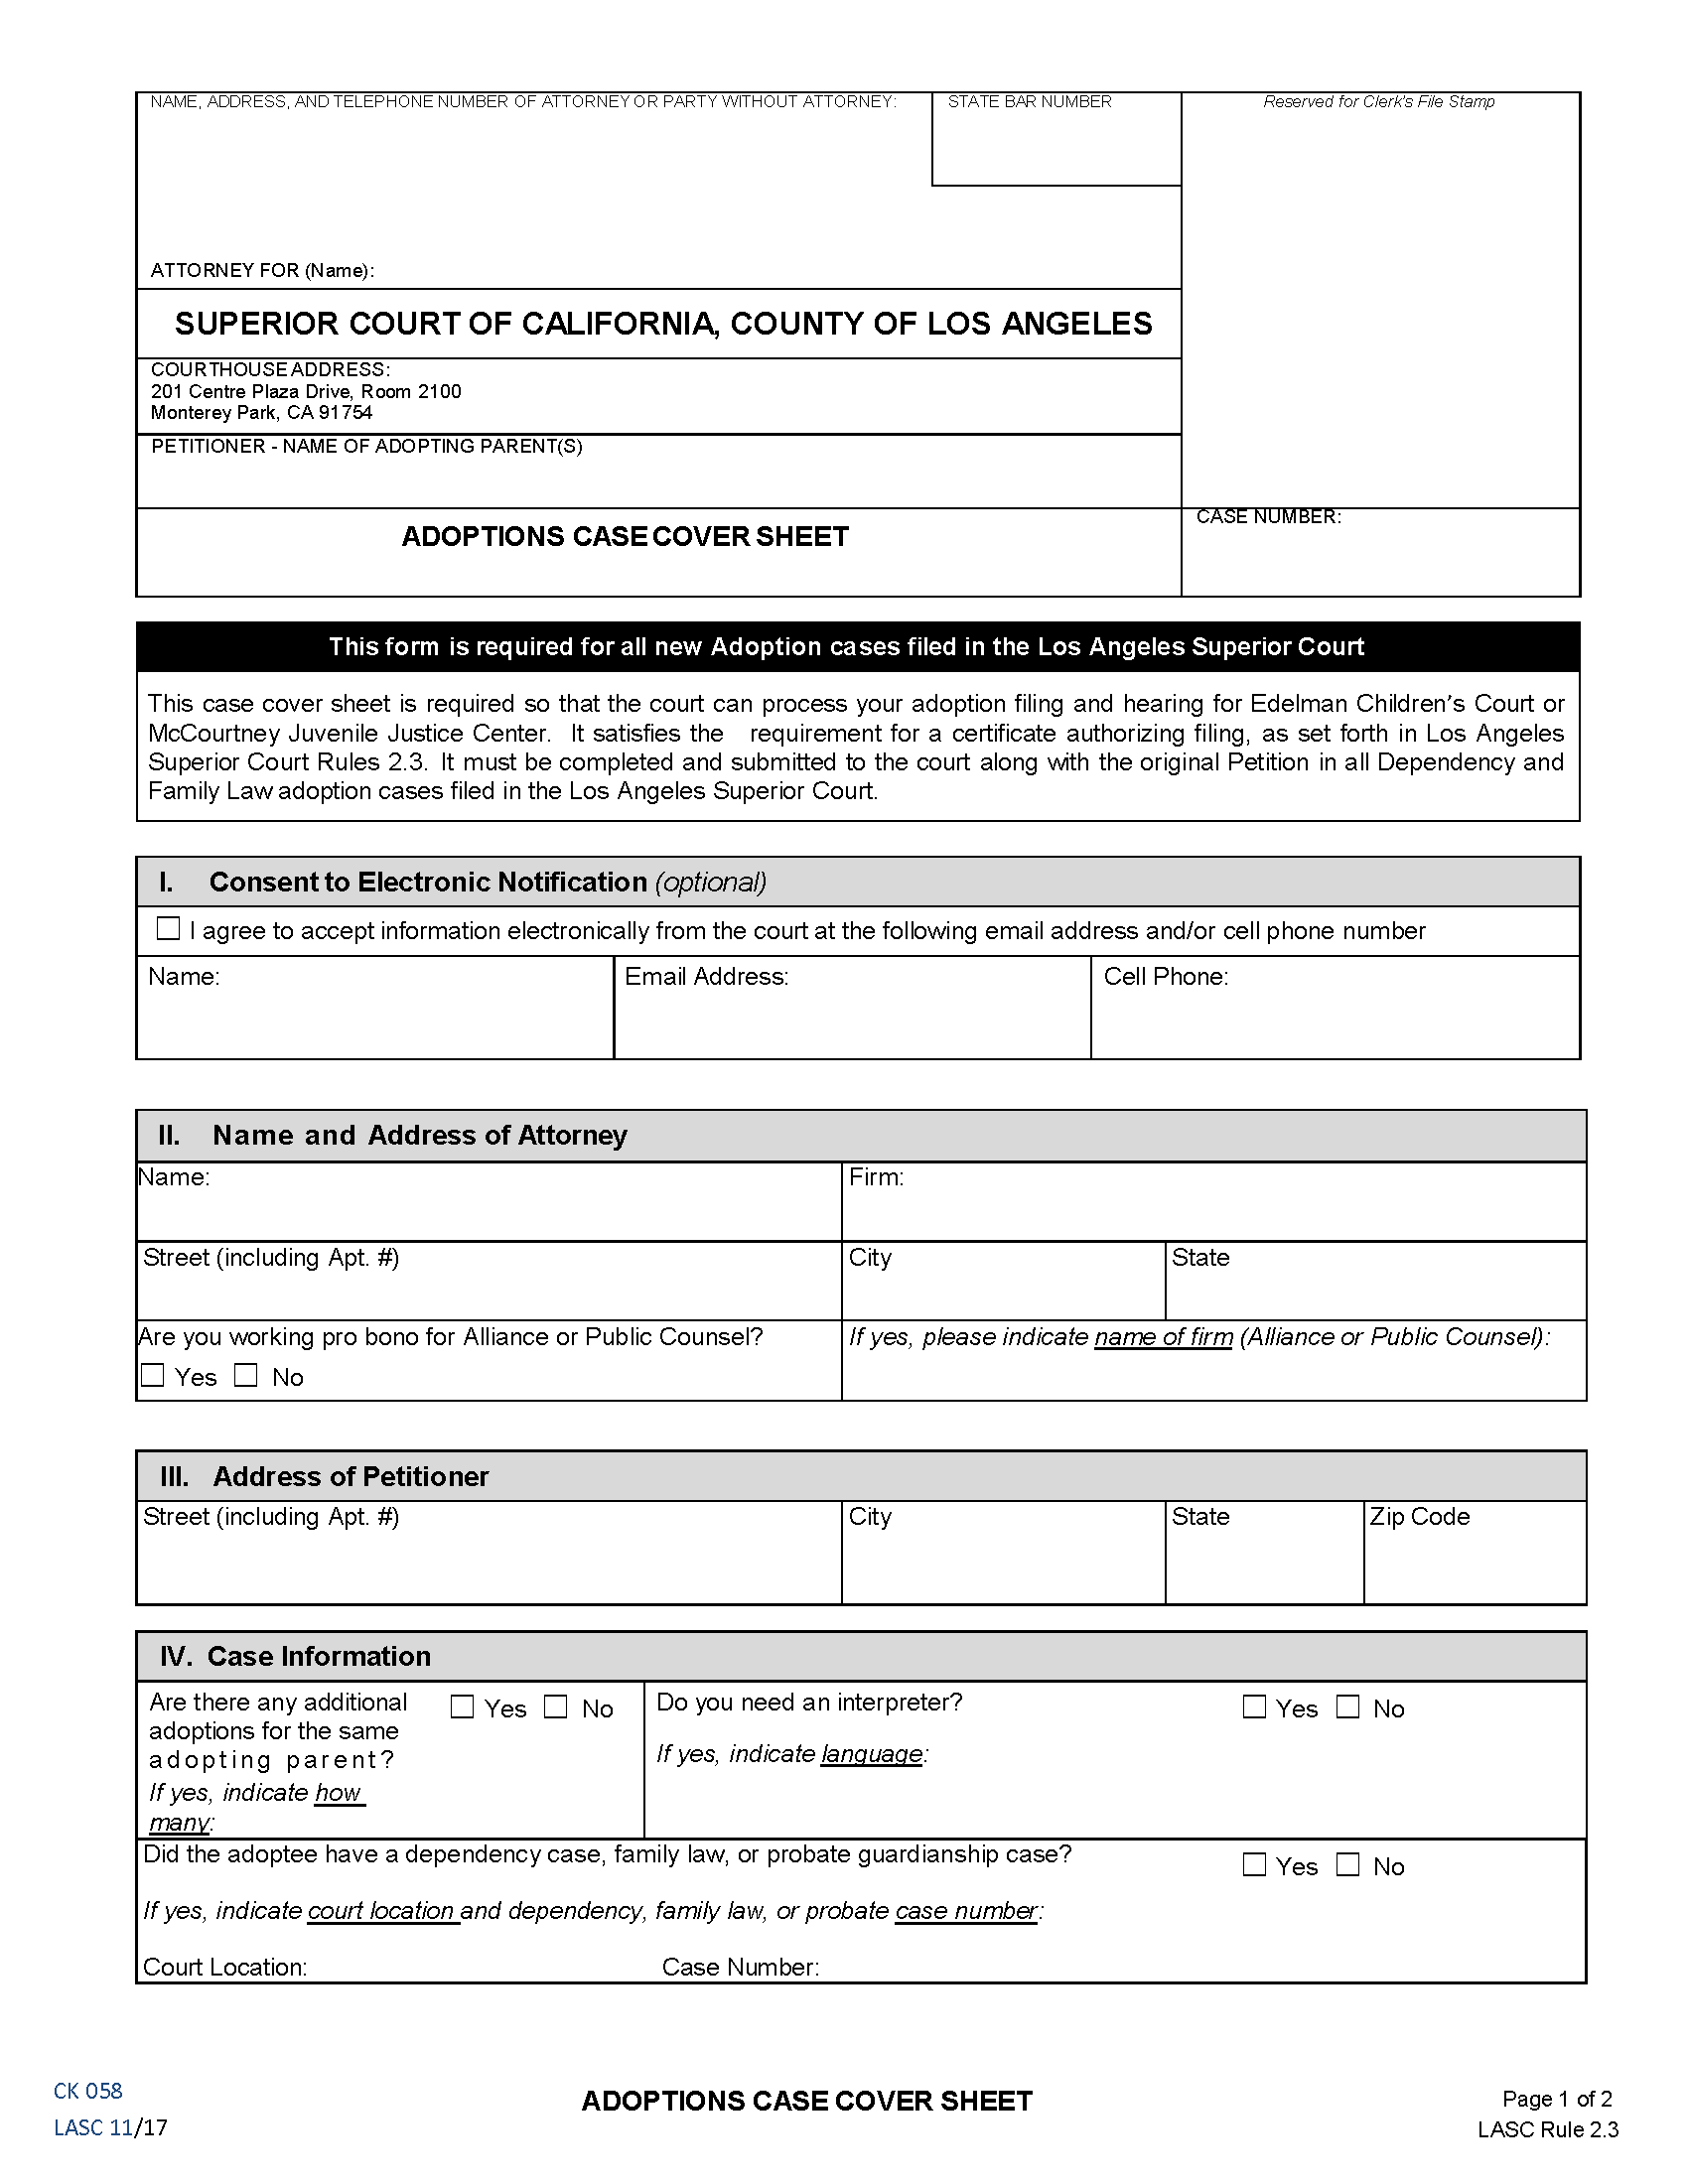 NAME, ADDRESS, AND TELEPHONE NUMBER OF ATTORNEY OR PARTY WITHOUT ATTORNEY:
STATE BAR NUMBER
Reserved for Clerk's File Stamp
ATTORNEY FOR (Name):
SUPERIOR COURT OF CALIFORNIA, COUNTY OF LOS ANGELES
COURTHOUSE ADDRESS:
201 Centre Plaza Drive, Room 2100
Monterey Park, CA 91754
PETITIONER - NAME OF ADOPTING PARENT(S)
ADOPTIONS CASE COVER SHEET
CASE NUMBER:
This form is required for all new Adoption cases filed in the Los Angeles Superior Court
This case cover sheet is required so that the court can process your adoption filing and hearing for Edelman Children's Court or
McCourtney Juvenile Justice Center. It satisfies the requirement for a certificate authorizing filing, as set forth in Los Angeles
Superior Court Rules 2.3. It must be completed and submitted to the court along with the original Petition in all Dependency and
Family Law adoption cases filed in the Los Angeles Superior Court.
I. Consent to Electronic Notification (optional)
I agree to accept information electronically from the court at the following email address and/or cell phone number
Name:
Email Address:
Cell Phone:
II. Name and Address of Attorney
Name:
Firm:
Street (including Apt. #)
City
State
Are you working pro bono for Alliance or Public Counsel?
Yes No
If yes, please indicate name of firm (Alliance or Public Counsel):
III. Address of Petitioner
Street (including Apt. #)
City
State
Zip Code
IV. Case Information
Are there any additional
adoptions for the same
adopting parent?
If yes, indicate how
many:
Yes No
Do you need an interpreter?
Yes No
If yes, indicate language:
Did the adoptee have a dependency case, family law, or probate guardianship case?
Yes No
If yes, indicate court location and dependency, family law, or probate case number:
Court Location:
Case Number:
CK 058
LASC 11/17
ADOPTIONS CASE COVER SHEET
Page 1 of 2
LASC Rule 2.3